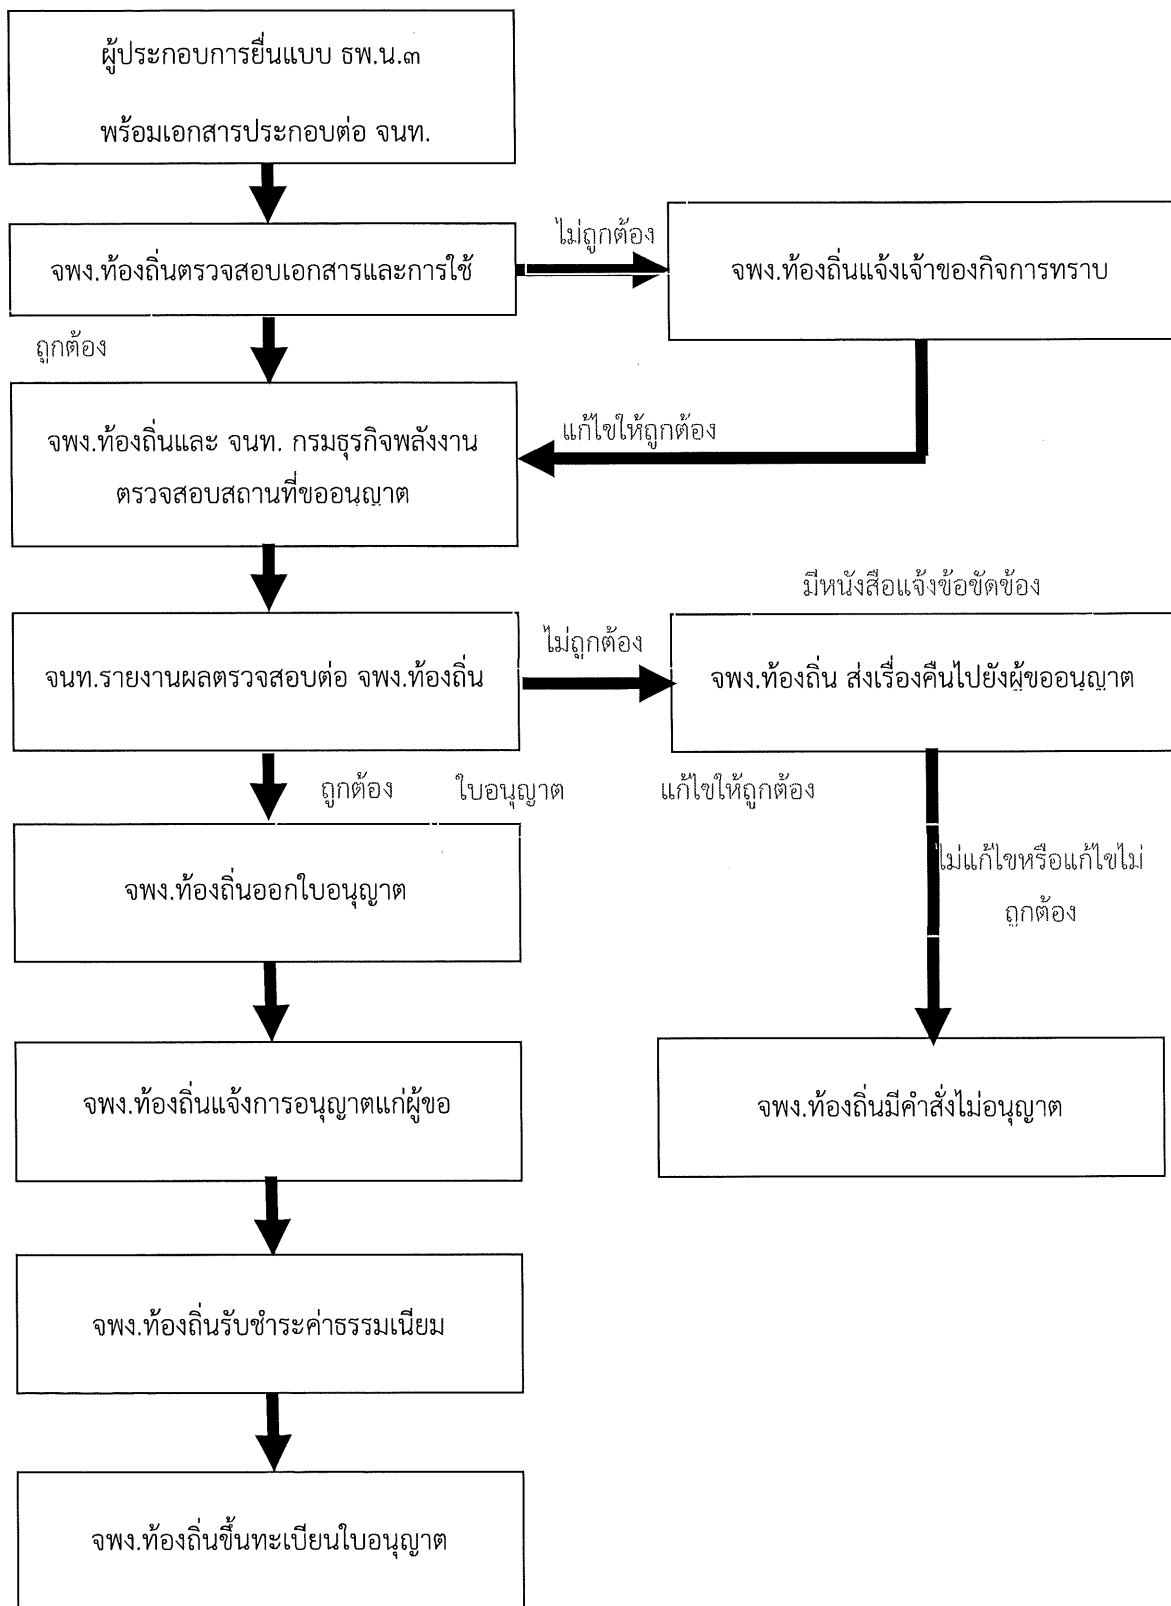 ผู้ประกอบการยื่นแบบ ธพ.น.๓
พร้อมเอกสารประกอบต่อ จนท.
ไม่ถูกต้อง
จพง.ท้องถิ่นตรวจสอบเอกสารและการใช้
จพง.ท้องถิ่นแจ้งเจ้าของกิจการทราบ
ถูกต้อง
แก้ไขให้ถูกต้อง
จพง.ท้องถิ่นและ จนท. กรมธุรกิจพลังงาน
ตรวจสอบสถานที่ขออนุญาต
มีหนังสือแจ้งข้อขัดข้อง
ไม่ถูกต้อง
จนท.รายงานผลตรวจสอบต่อ จพง.ท้องถิ่น
จพง.ท้องถิ่น ส่งเรื่องคืนไปยังผู้ขออนุญาต
ถูกต้อง ใบอนุญาต แก้ไขให้ถูกต้อง
ไม่แก้ไขหรือแก้ไขไม่
ถูกต้อง
จพง.ท้องถิ่นออกใบอนุญาต
จพง.ท้องถิ่นแจ้งการอนุญาตแก่ผู้ขอ
จพง.ท้องถิ่นมีคำสั่งไม่อนุญาต
จพง.ท้องถิ่นรับชำระค่าธรรมเนียม
จพง.ท้องถิ่นขึ้นทะเบียนใบอนุญาต